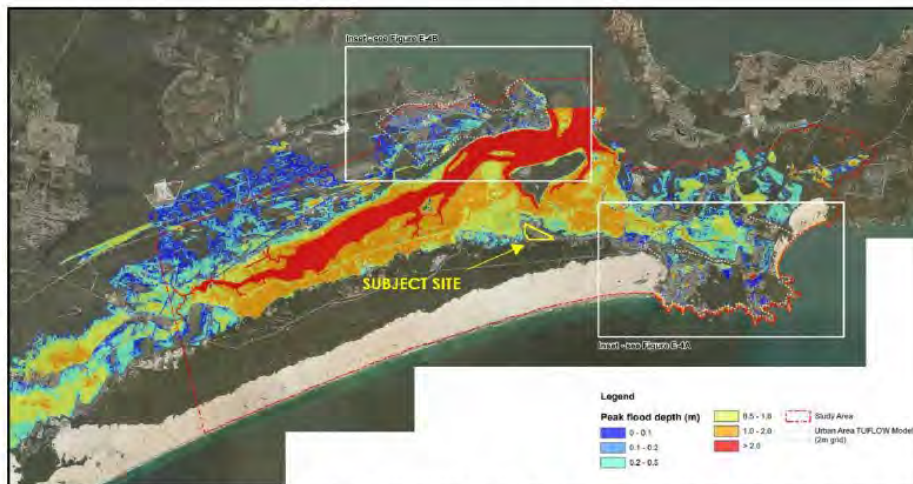 Inset - see Figure E-4B
SUBJECT SITE
Inset - see Figure E-4A
Legend
Peak flood depth (m)
0 - 0.1
0.1 - 0.2
0.2 - 0.5
0.5 - 1.0
1.0 - 2.0
> 2.0
Study Area
Urban Area TUFLOW Model
(2m grid)